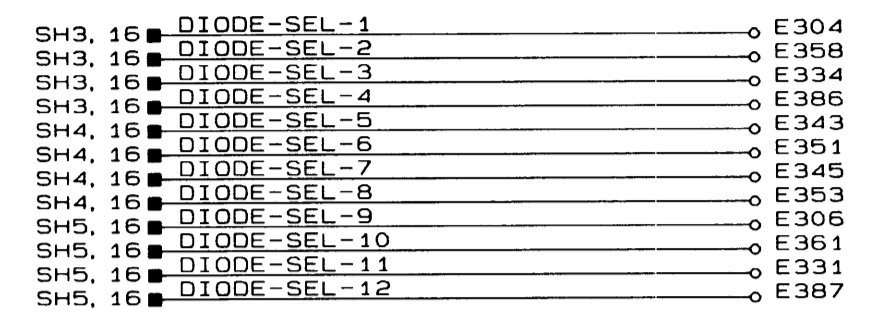 SH3, 16 DIODE-SEL-1 E304
SH3, 16 DIODE-SEL-2 E358
SH3, 16 DIODE-SEL-3 E334
SH3, 16 DIODE-SEL-4 E386
SH4, 16 DIODE-SEL-5 E343
SH4, 16 DIODE-SEL-6 E351
SH4, 16 DIODE-SEL-7 E345
SH4, 16 DIODE-SEL-8 E353
SH5, 16 DIODE-SEL-9 E306
SH5, 16 DIODE-SEL-10 E361
SH5, 16 DIODE-SEL-11 E331
SH5, 16 DIODE-SEL-12 E387